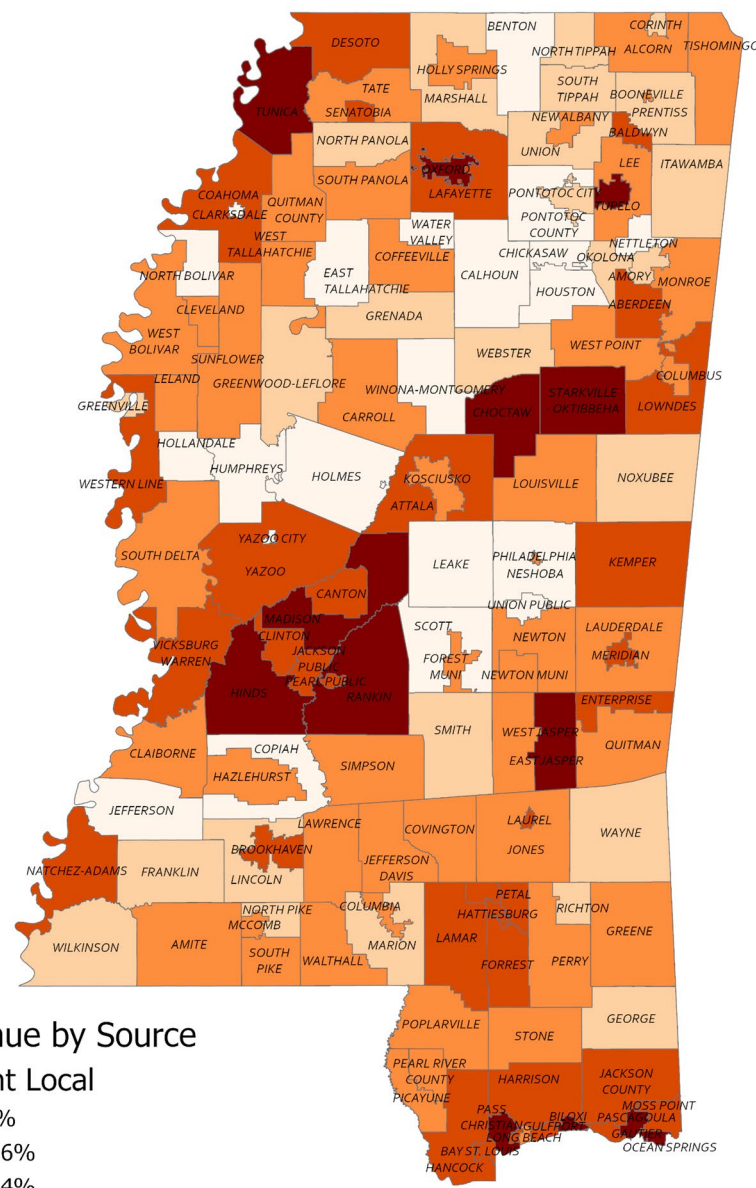 BENTON
CORINTH
DESOTO
NORTH TIPPAH
ALCORN
TISHOMINGO
HOLLY SPRINGS
TATE
SOUTH
TIPPAH
MARSHALL
BOONEVILLE
TUNICA
SENATOBIA
NEW ALBANY
PRENTISS
BALDWYN
NORTH PANOLA
UNION
LEE
ITAWAMBA
OXFORD
SOUTH PANOLA
LAFAYETTE
PONTOTOC CITY
COAHOMA
QUITMAN
COUNTY
CLARKSDALE
TUPELO
PONTOTOC
COUNTY
WATER
VALLEY
WEST
TALLAHATCHIE
NETTLETON
CHICKASAW
OKOLONA
COFFEEVILLE
NORTH BOLIVAR
EAST
TALLAHATCHIE
CALHOUN
AMORY
MONROE
HOUSTON
ABERDEEN
CLEVELAND
GRENADA
WEST
BOLIVAR
WEST POINT
SUNFLOWER
WEBSTER
LELAND
GREENWOOD-LEFLORE
COLUMBUS
WINONA-MONTGOMERY
STARKVILLE
- OKTIBBEHA
GREENVILLE
CARROLL
CHOCTAW
LOWNDES
HOLLANDALE
HUMPHREYS
HOLMES
KOSCIUSKO
NOXUBEE
WESTERN LINE
LOUISVILLE
ATTALA
YAZOO CITY
SOUTH DELTA
YAZOO
LEAKE
PHILADELPHIA
NESHOBA
KEMPER
CANTON
UNION PUBLIC
MADISON
SCOTT
LAUDERDALE
CLINTON
NEWTON
VICKSBURG
WARREN
JACKSON
PUBLIC
FOREST
MUNI
MERIDIAN
PEARL PUBLIC
NEWTON MUNI
HINDS
RANKIN
ENTERPRISE
SMITH
WEST JASPER
COPIAH
QUITMAN
CLAIBORNE
EAST JASPER
SIMPSON
HAZLEHURST
JEFFERSON
LAWRENCE
COVINGTON
LAUREL
WAYNE
BROOKHAVEN
JONES
JEFFERSON
DAVIS
NATCHEZ-ADAMS
FRANKLIN
LINCOLN
PETAL
COLUMBIA
NORTH PIKE
HATTIESBURG
RICHTON
MCCOMB
GREENE
LAMAR
WILKINSON
AMITE
MARION
SOUTH
PIKE
WALTHALL
FORREST
PERRY
GEORGE
POPLARVILLE
nue by Source
STONE
PEARL RIVER
COUNTY
JACKSON
COUNTY
nt Local
HARRISON
PICAYUNE
MOSS POINT
PASS
CHRISTIAN
BILOXI
PASCAGOULA
%
GULFPORT
GAUTIER
LONG BEACH
OCEAN SPRINGS
BAY ST. LOUIS
6%
HANCOCK
4%